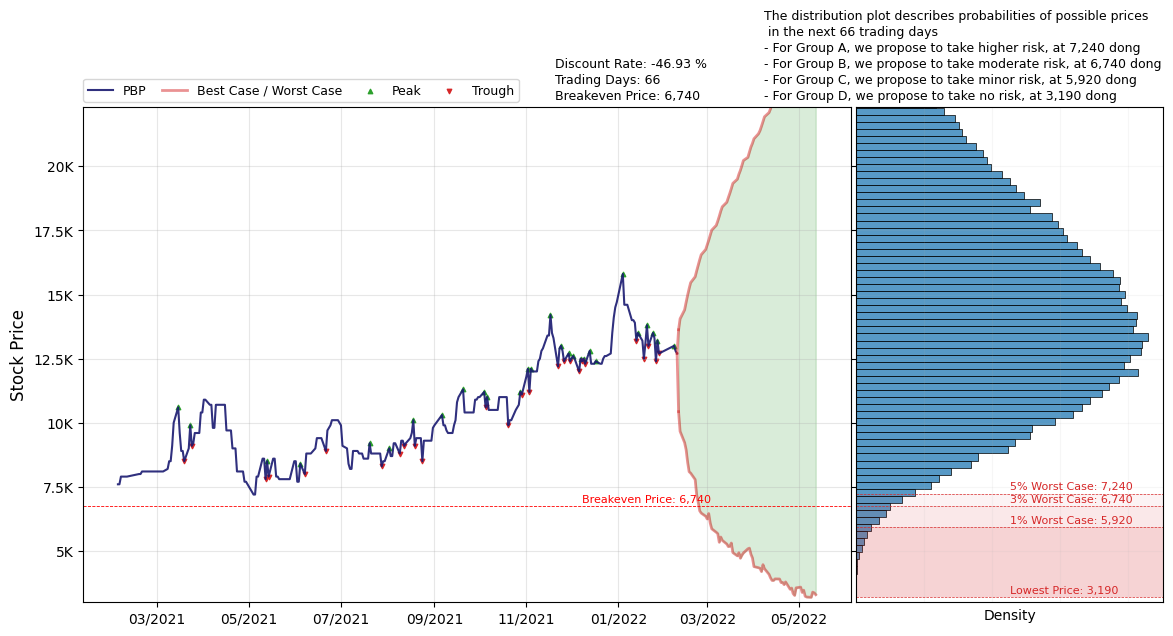 The distribution plot describes probabilities of possible prices
in the next 66 trading days
- For Group A, we propose to take higher risk, at 7,240 dong
- For Group B, we propose to take moderate risk, at 6,740 dong
- For Group C, we propose to take minor risk, at 5,920 dong
- For Group D, we propose to take no risk, at 3,190 dong
Discount Rate: -46.93 %
Trading Days: 66
Breakeven Price: 6,740
PBP
Best Case / Worst Case
Peak
Trough
Stock Price
20K
17.5K
15K
12.5K
10K
7.5K
5K
Breakeven Price: 6,740
03/2021
05/2021
07/2021
09/2021
11/2021
01/2022
03/2022
05/2022
5% Worst Case: 7,240
3% Worst Case: 6,740
1% Worst Case: 5,920
Lowest Price: 3,190
Density